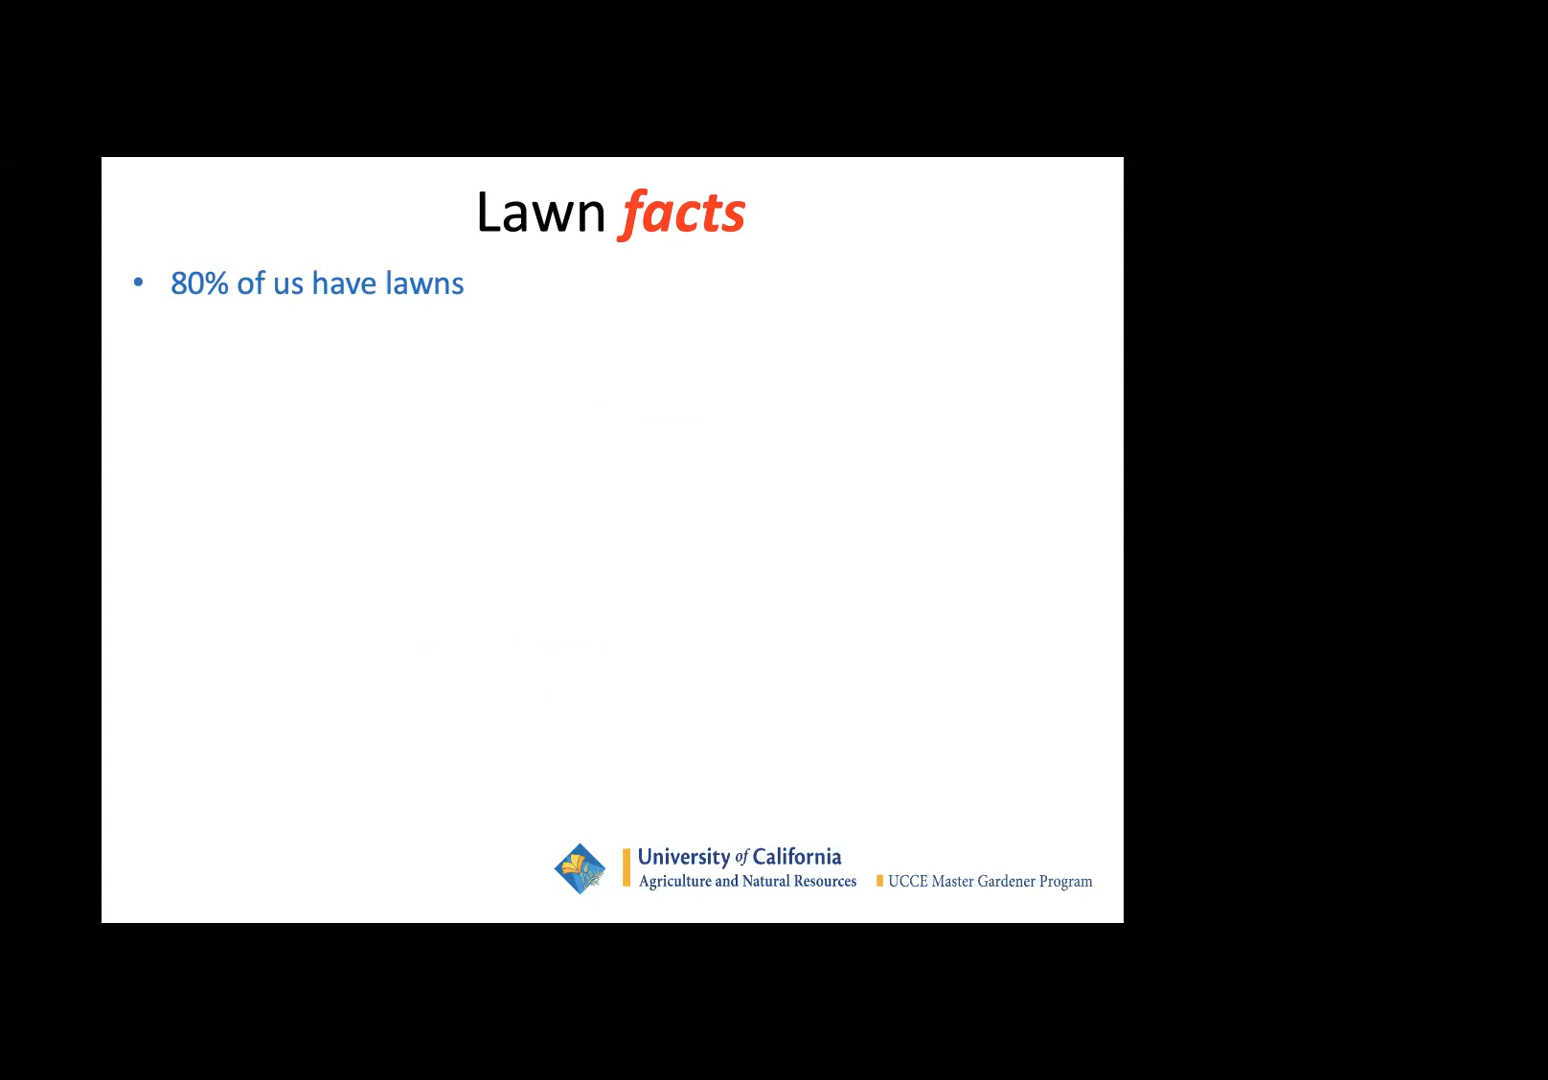 Lawn facts
• 80% of us have lawns
University of California
Agriculture and Natural Resources
UCCE Master Gardener Program